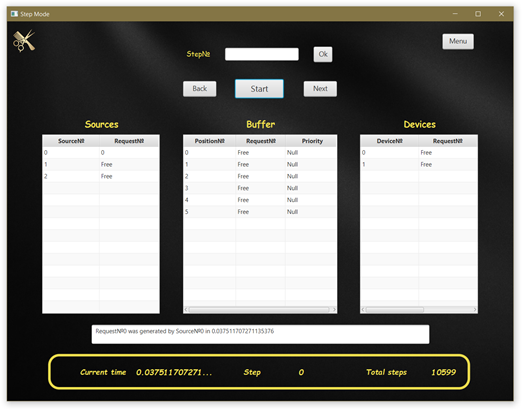 Step Mode
Menu
StepNº Ok
Back Start Next
Sources Buffer Devices
SourceNº RequestNº PositionNº RequestNº Priority DeviceNº RequestNº
0 0 0 Free Null 0 Free
1 Free 1 Free Null 1 Free
2 Free 2 Free Null
3 Free Null
4 Free Null
5 Free Null
RequestNº0 was generated by SourceNº0 in 0.037511707271135376
Current time 0.037511707271... Step 0 Total steps 10599